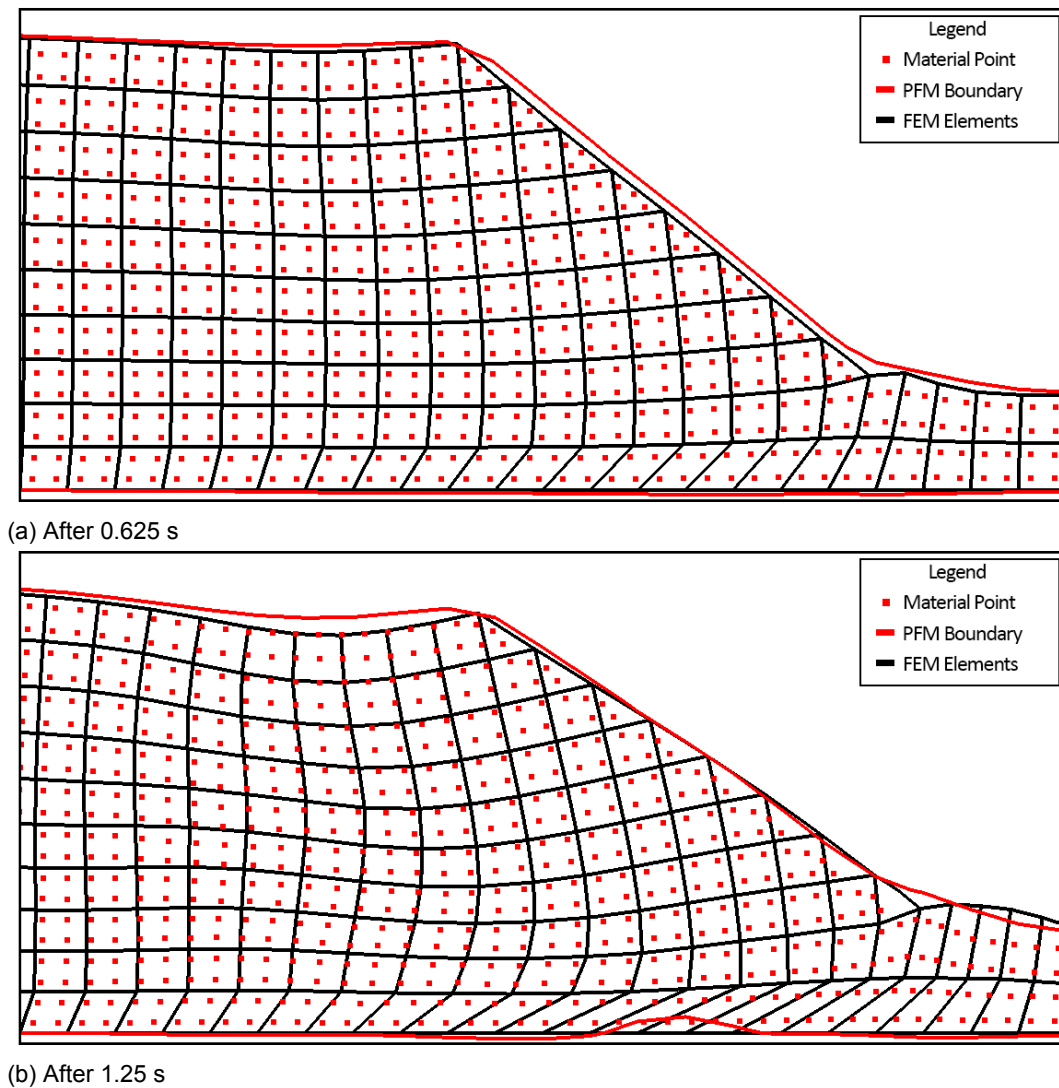 Legend
Material Point
PFM Boundary
FEM Elements
(a) After 0.625 s
Legend
Material Point
PFM Boundary
FEM Elements
(b) After 1.25 s